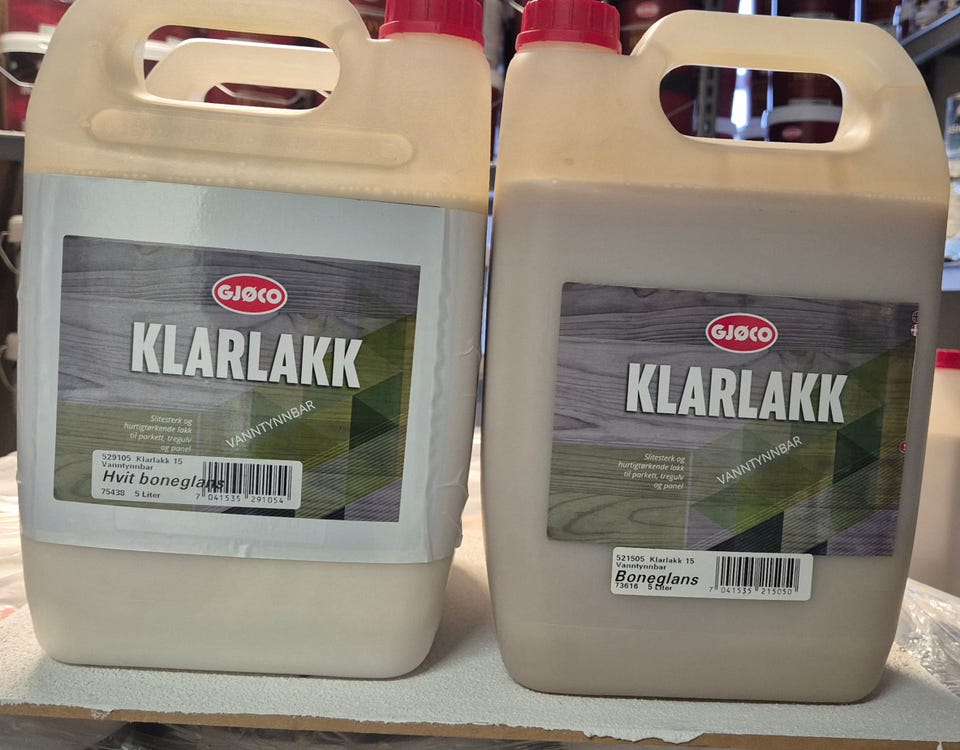 GJØCO
KLARLAKK
VANNTYNNBAR
Slitesterk og
hurtigtørkende lakk
til parkett, tregulv
og panel
529105 Klarlakk 15
Vanntynnbar
Hvit boneglans
75438 5 Liter
7 041535 291054
GJØCO
KLARLAKK
VANNTYNNBAR
Slitesterk og
hurtigtørkende lakk
til parkett, tregulv
og panel
521505 Klarlakk 15
Vanntynnbar
Boneglans
73616 5 Liter
7 041535 215050